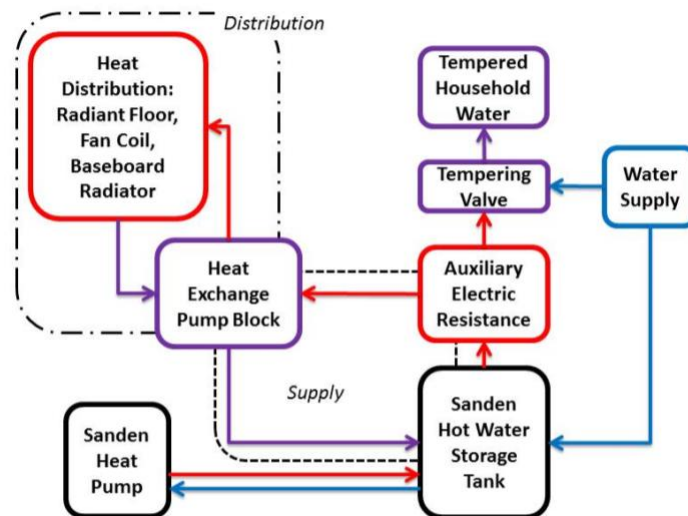 Distribution
Heat
Distribution:
Radiant Floor,
Fan Coil,
Baseboard
Radiator
Tempered
Household
Water
Tempering
Valve
Water
Supply
Heat
Exchange
Pump Block
Auxiliary
Electric
Resistance
Supply
Sanden
Heat
Pump
Sanden
Hot Water
Storage
Tank